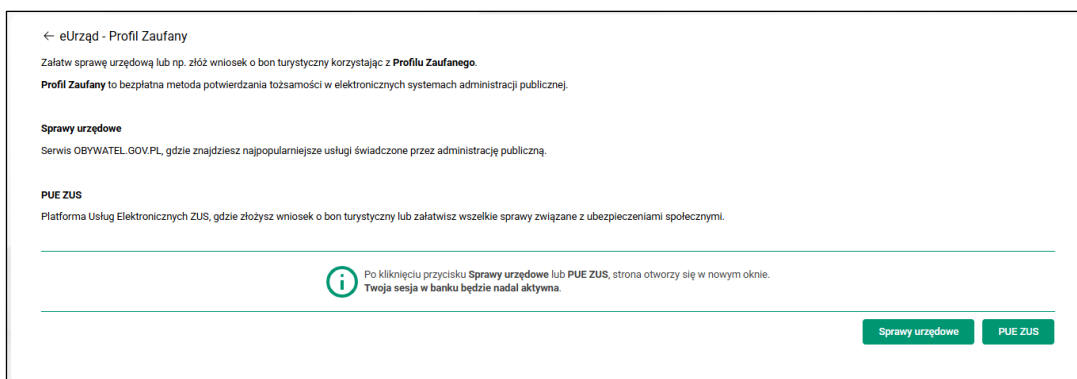 ← eUrząd - Profil Zaufany
Załatw sprawę urzędową lub np. złóż wniosek o bon turystyczny korzystając z Profilu Zaufanego.
Profil Zaufany to bezpłatna metoda potwierdzania tożsamości w elektronicznych systemach administracji publicznej.
Sprawy urzędowe
Serwis OBYWATEL.GOV.PL, gdzie znajdziesz najpopularniejsze usługi świadczone przez administrację publiczną.
PUE ZUS
Platforma Usług Elektronicznych ZUS, gdzie złożysz wniosek o bon turystyczny lub załatwisz wszelkie sprawy związane z ubezpieczeniami społecznymi.
Po kliknięciu przycisku Sprawy urzędowe lub PUE ZUS, strona otworzy się w nowym oknie.
Twoja sesja w banku będzie nadal aktywna.
Sprawy urzędowe PUE ZUS